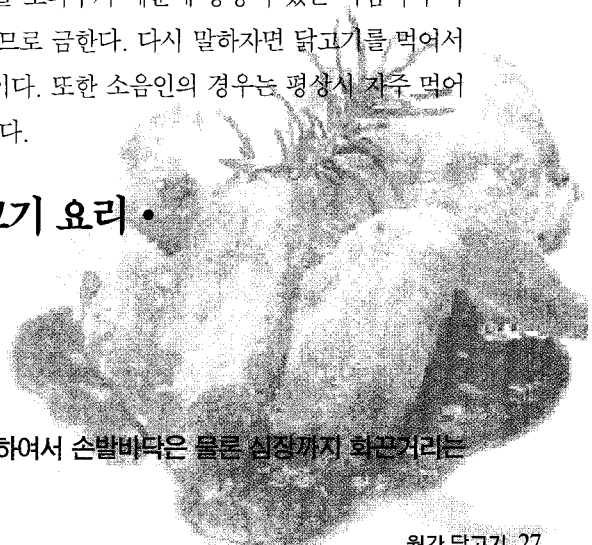 므로 금한다. 다시 말하자면 닭고기를 먹어서
이다. 또한 소음인의 경우는 평상시 자주 먹어
다.
고기 요리 •
하여서 손발바닥은 물론 심장까지 화끈거리는
월간 닭고기 27